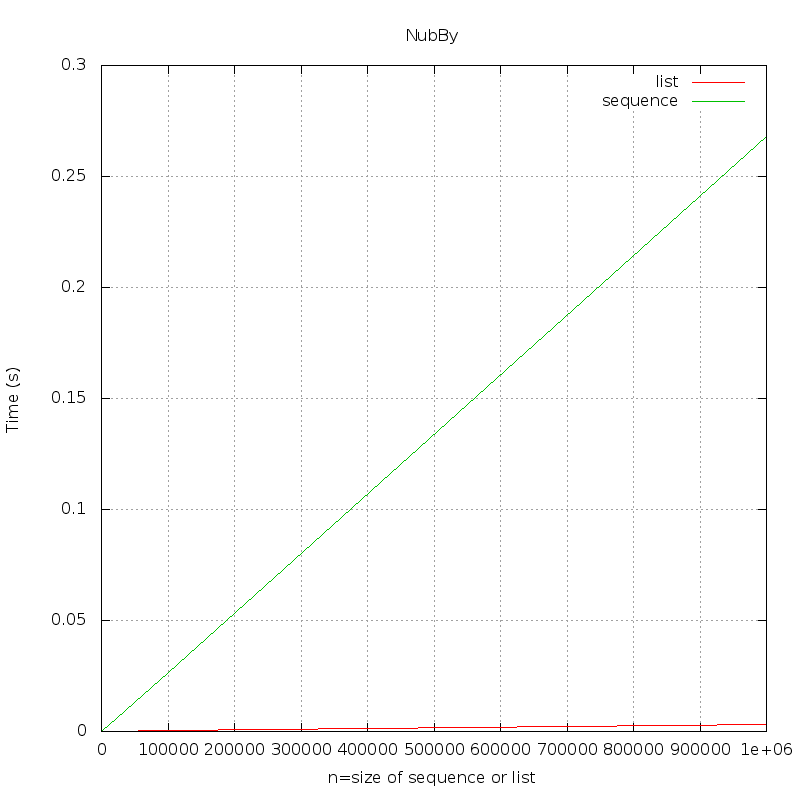 NubBy
0.3
0.25
0.2
0.15
0.1
0.05
0
Time (s)
list
sequence
0 100000 200000 300000 400000 500000 600000 700000 800000 900000 1e+06
n=size of sequence or list